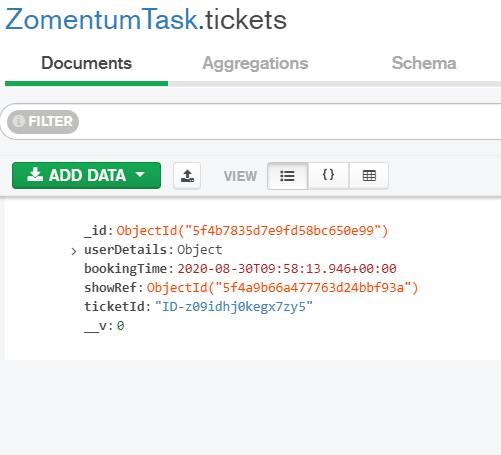 ZomentumTask.tickets
Documents Aggregations Schema
FILTER
ADD DATA VIEW {}
_id: ObjectId("5f4b7835d7e9fd58bc650e99")
userDetails: Object
bookingTime: 2020-08-30T09:58:13.946+00:00
showRef: ObjectId("5f4a9b66a477763d24bbf93a")
ticketId: "ID-z09idhj0kegx7zy5"
__v: 0